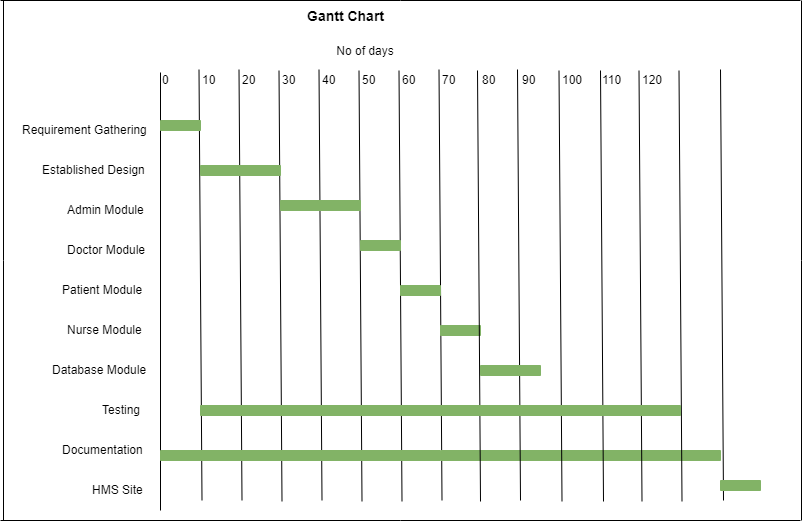 Gantt Chart
No of days
0 10 20 30 40 50 60 70 80 90 100 110 120
Requirement Gathering
Established Design
Admin Module
Doctor Module
Patient Module
Nurse Module
Database Module
Testing
Documentation
HMS Site